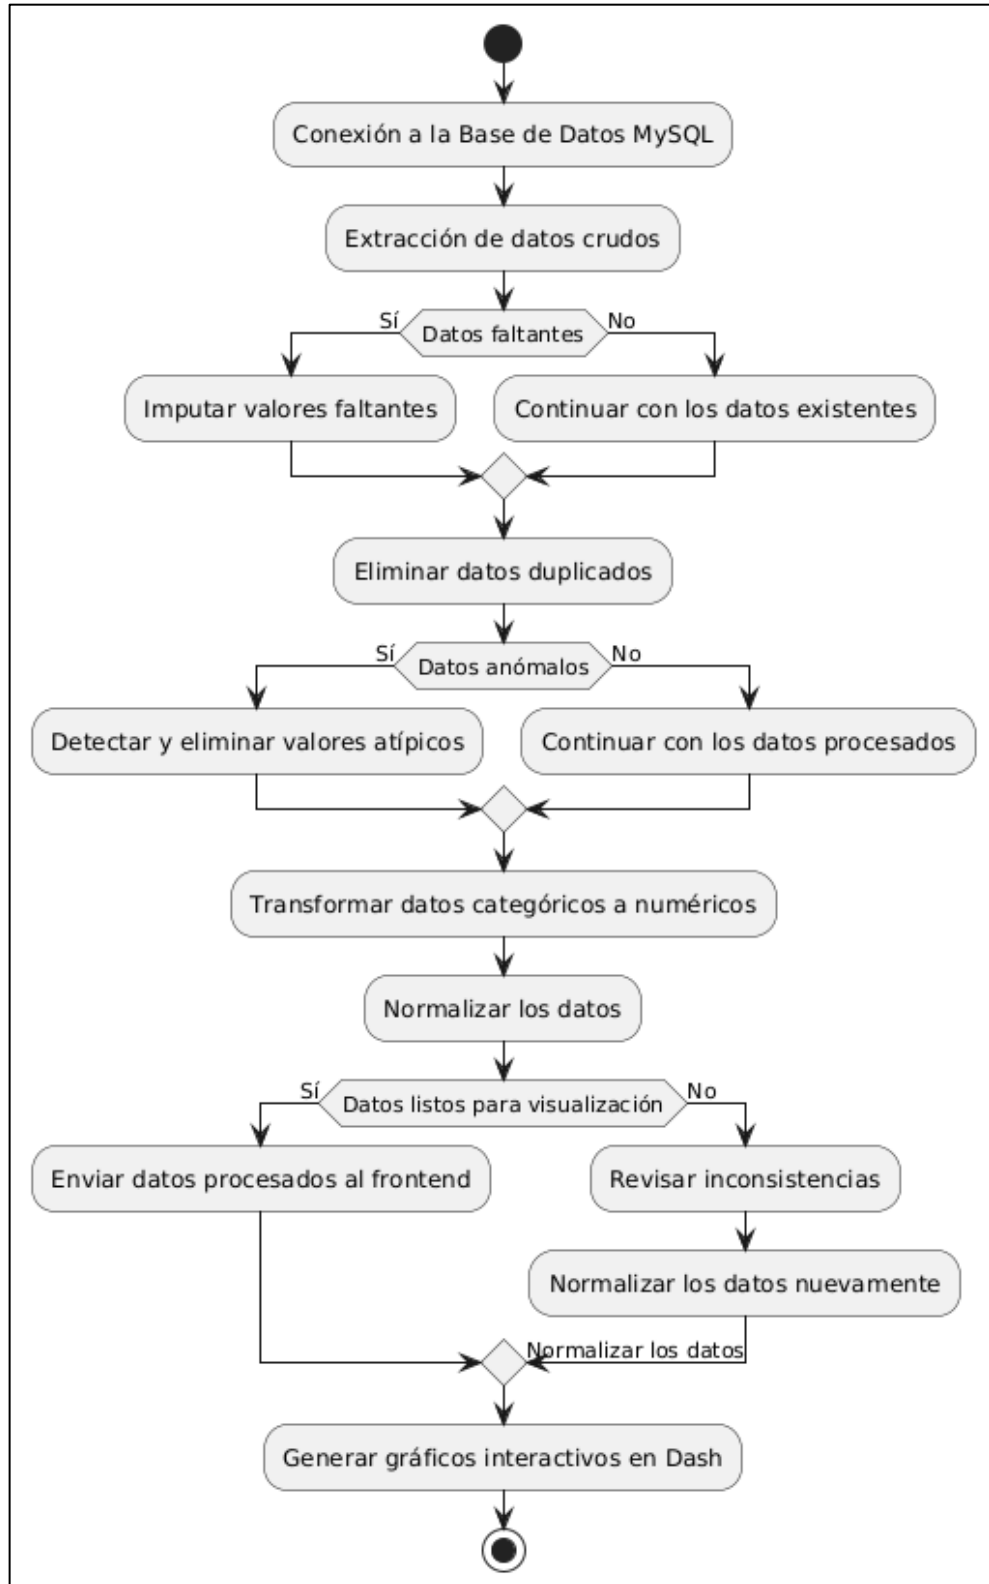 Conexión a la Base de Datos MySQL
Extracción de datos crudos
Sí
Datos faltantes
No
Imputar valores faltantes
Continuar con los datos existentes
Eliminar datos duplicados
Sí
Datos anómalos
No
Detectar y eliminar valores atípicos
Continuar con los datos procesados
Transformar datos categóricos a numéricos
Normalizar los datos
Sí
Datos listos para visualización
No
Enviar datos procesados al frontend
Revisar inconsistencias
Normalizar los datos nuevamente
Normalizar los datos
Generar gráficos interactivos en Dash